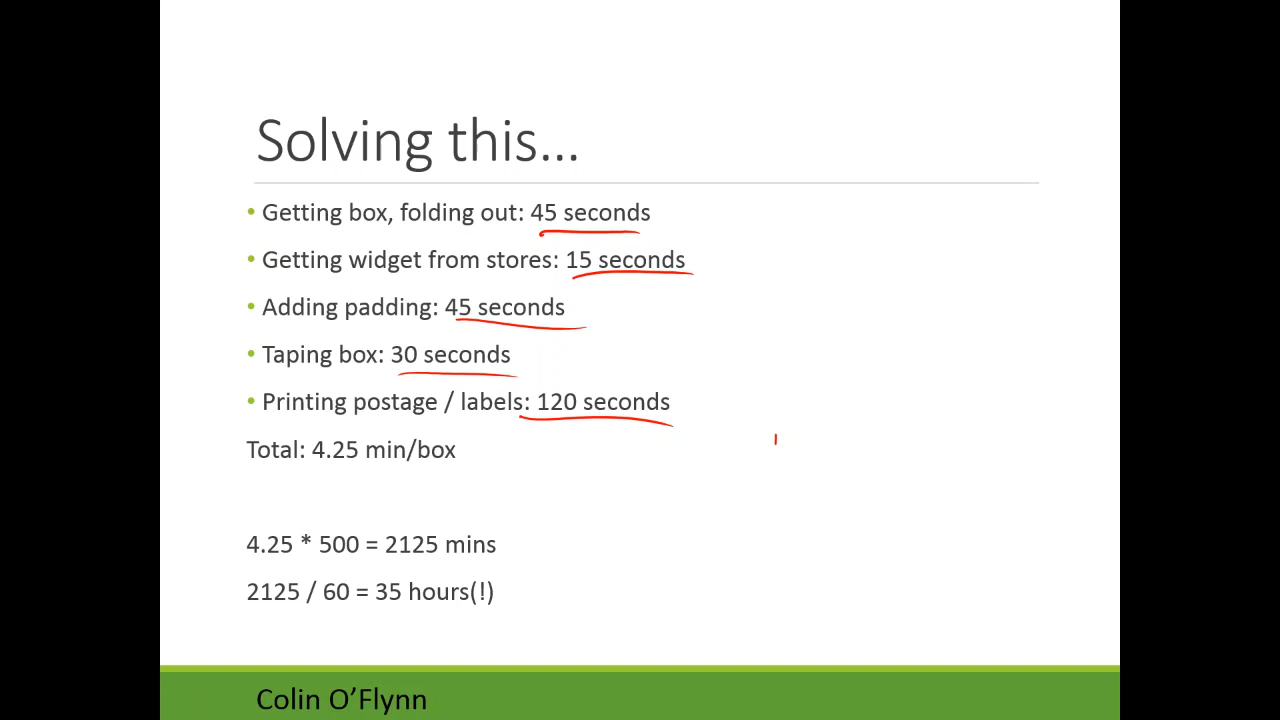 Solving this...
• Getting box, folding out: 45 seconds
• Getting widget from stores: 15 seconds
• Adding padding: 45 seconds
• Taping box: 30 seconds
• Printing postage / labels: 120 seconds
Total: 4.25 min/box
4.25 * 500 = 2125 mins
2125 / 60 = 35 hours(!)
Colin O’Flynn